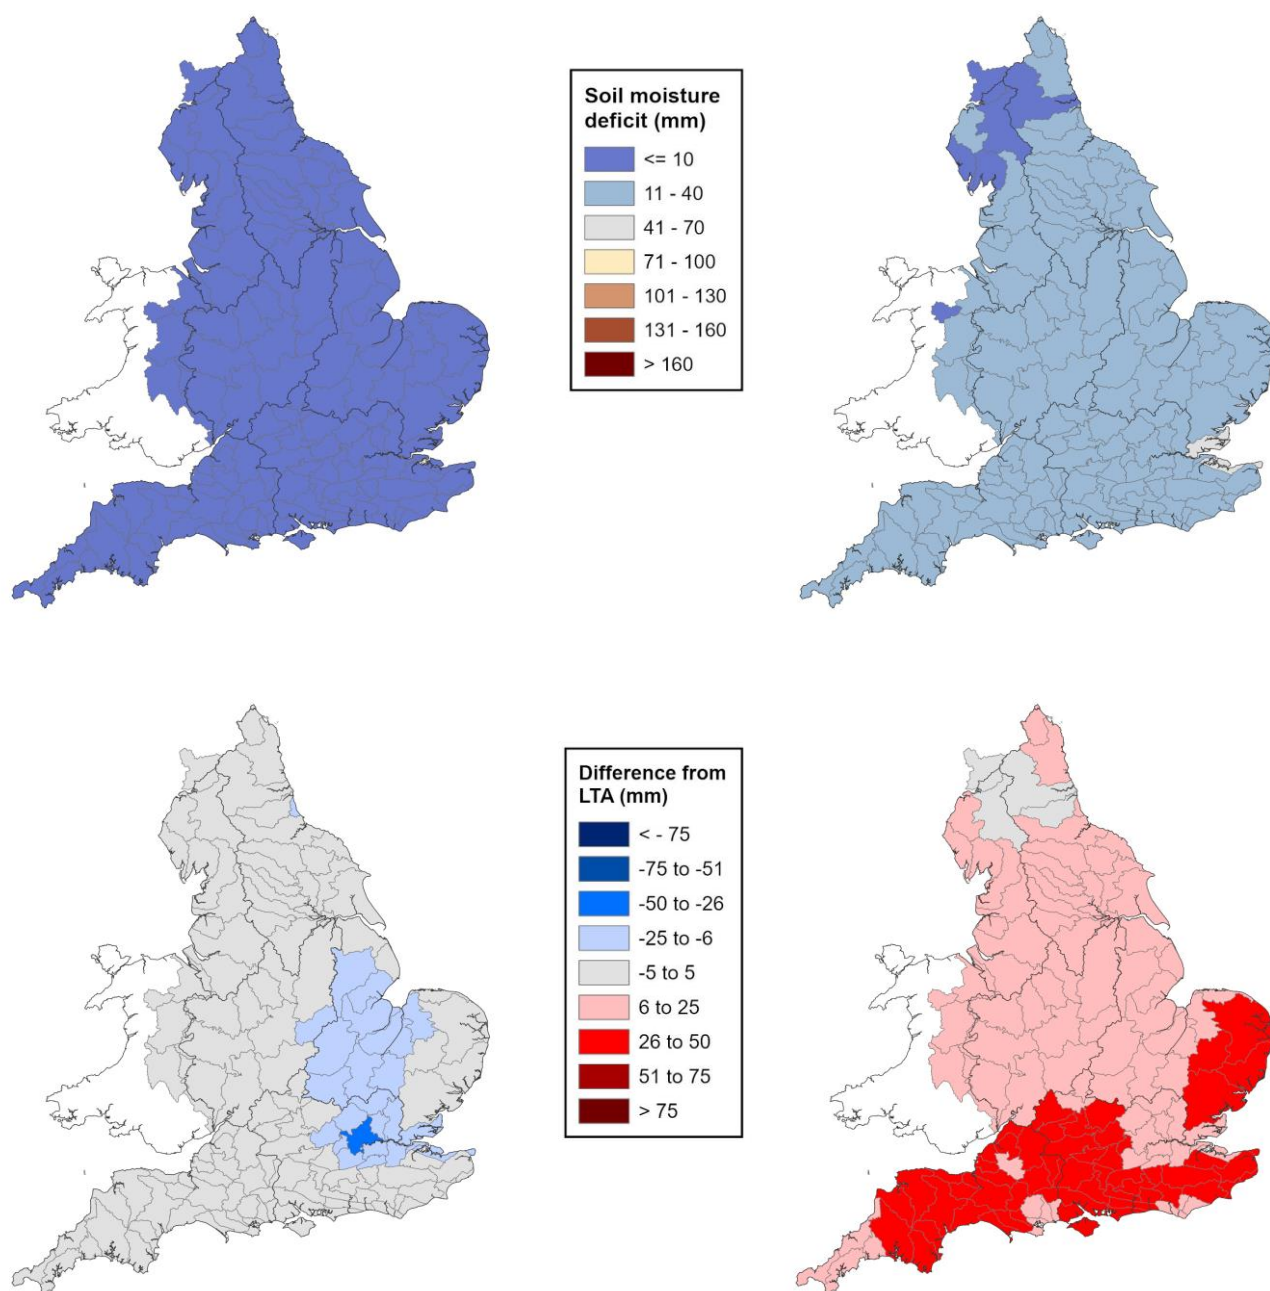 Soil moisture
deficit (mm)
<= 10
11 - 40
41 - 70
71 - 100
101 - 130
131 - 160
> 160
Difference from
LTA (mm)
< - 75
-75 to -51
-50 to -26
-25 to -6
-5 to 5
6 to 25
26 to 50
51 to 75
> 75